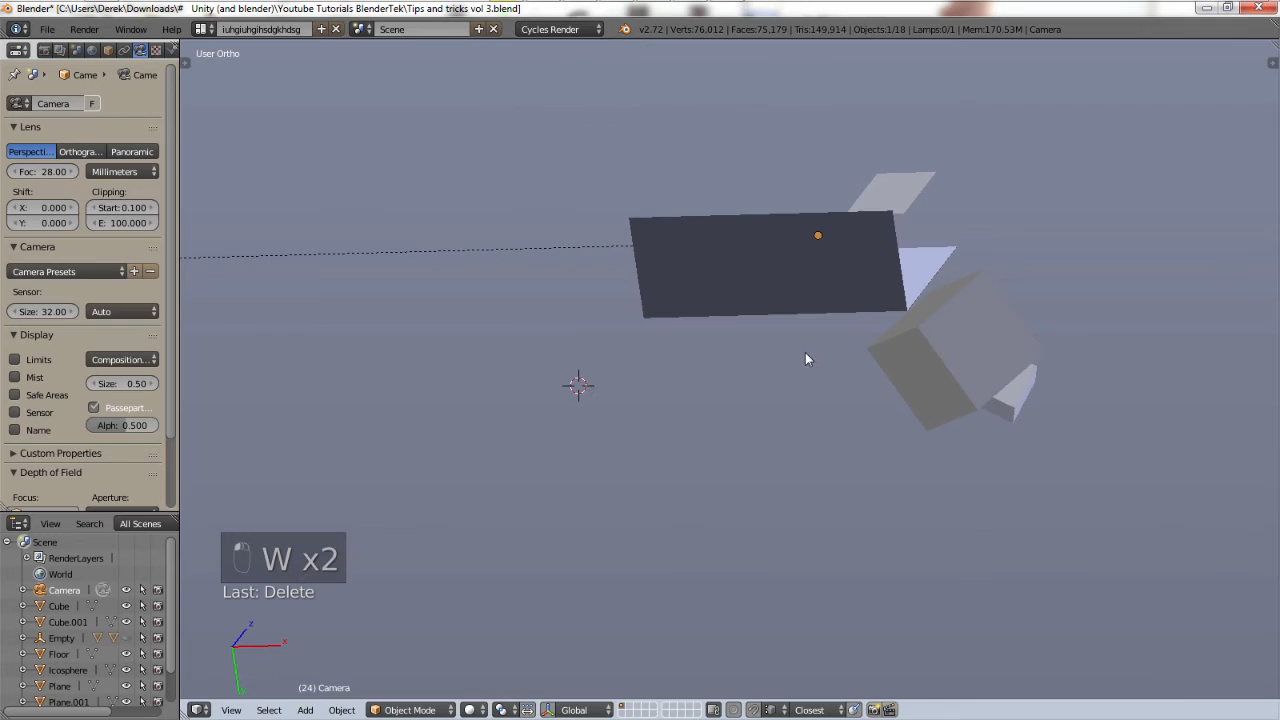 Blender* [C:\Users\Derek\Downloads\# Unity (and blender)\Youtube Tutorials BlenderTek\Tips and tricks vol 3.blend]
File Render Window Help iuhgiuhgihsdgkhdsg Scene Cycles Render v2.72 | Verts:76,012 | Faces:75,179 | Tris:149,914 | Objects:1/18 | Lamps:0/1 | Mem:170.53M | Camera
User Ortho
Came Came
Camera F
Lens
Perspecti... Orthogra... Panoramic
Foc: 28.00 Millimeters
Shift: Clipping:
X: 0.000 Start: 0.100
Y: 0.000 E: 100.000
Camera
Camera Presets
Sensor:
Size: 32.00 Auto
Display
Limits Composition...
Mist Size: 0.50
Safe Areas
Sensor Passepart...
Name Alph: 0.500
Custom Properties
Depth of Field
Focus: Aperture:
View Search All Scenes
Scene
RenderLayers
World
Camera
Cube
Cube.001
Empty
Floor
Icosphere
Plane
Plane.001
W x2
Last: Delete
z
x
(24) Camera
View Select Add Object Object Mode Global Closest